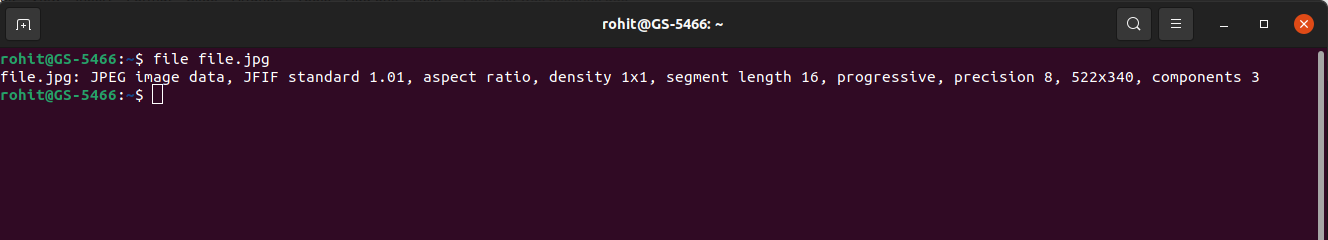 rohit@GS-5466: ~
rohit@GS-5466:~$ file file.jpg
file.jpg: JPEG image data, JFIF standard 1.01, aspect ratio, density 1x1, segment length 16, progressive, precision 8, 522x340, components 3
rohit@GS-5466:~$